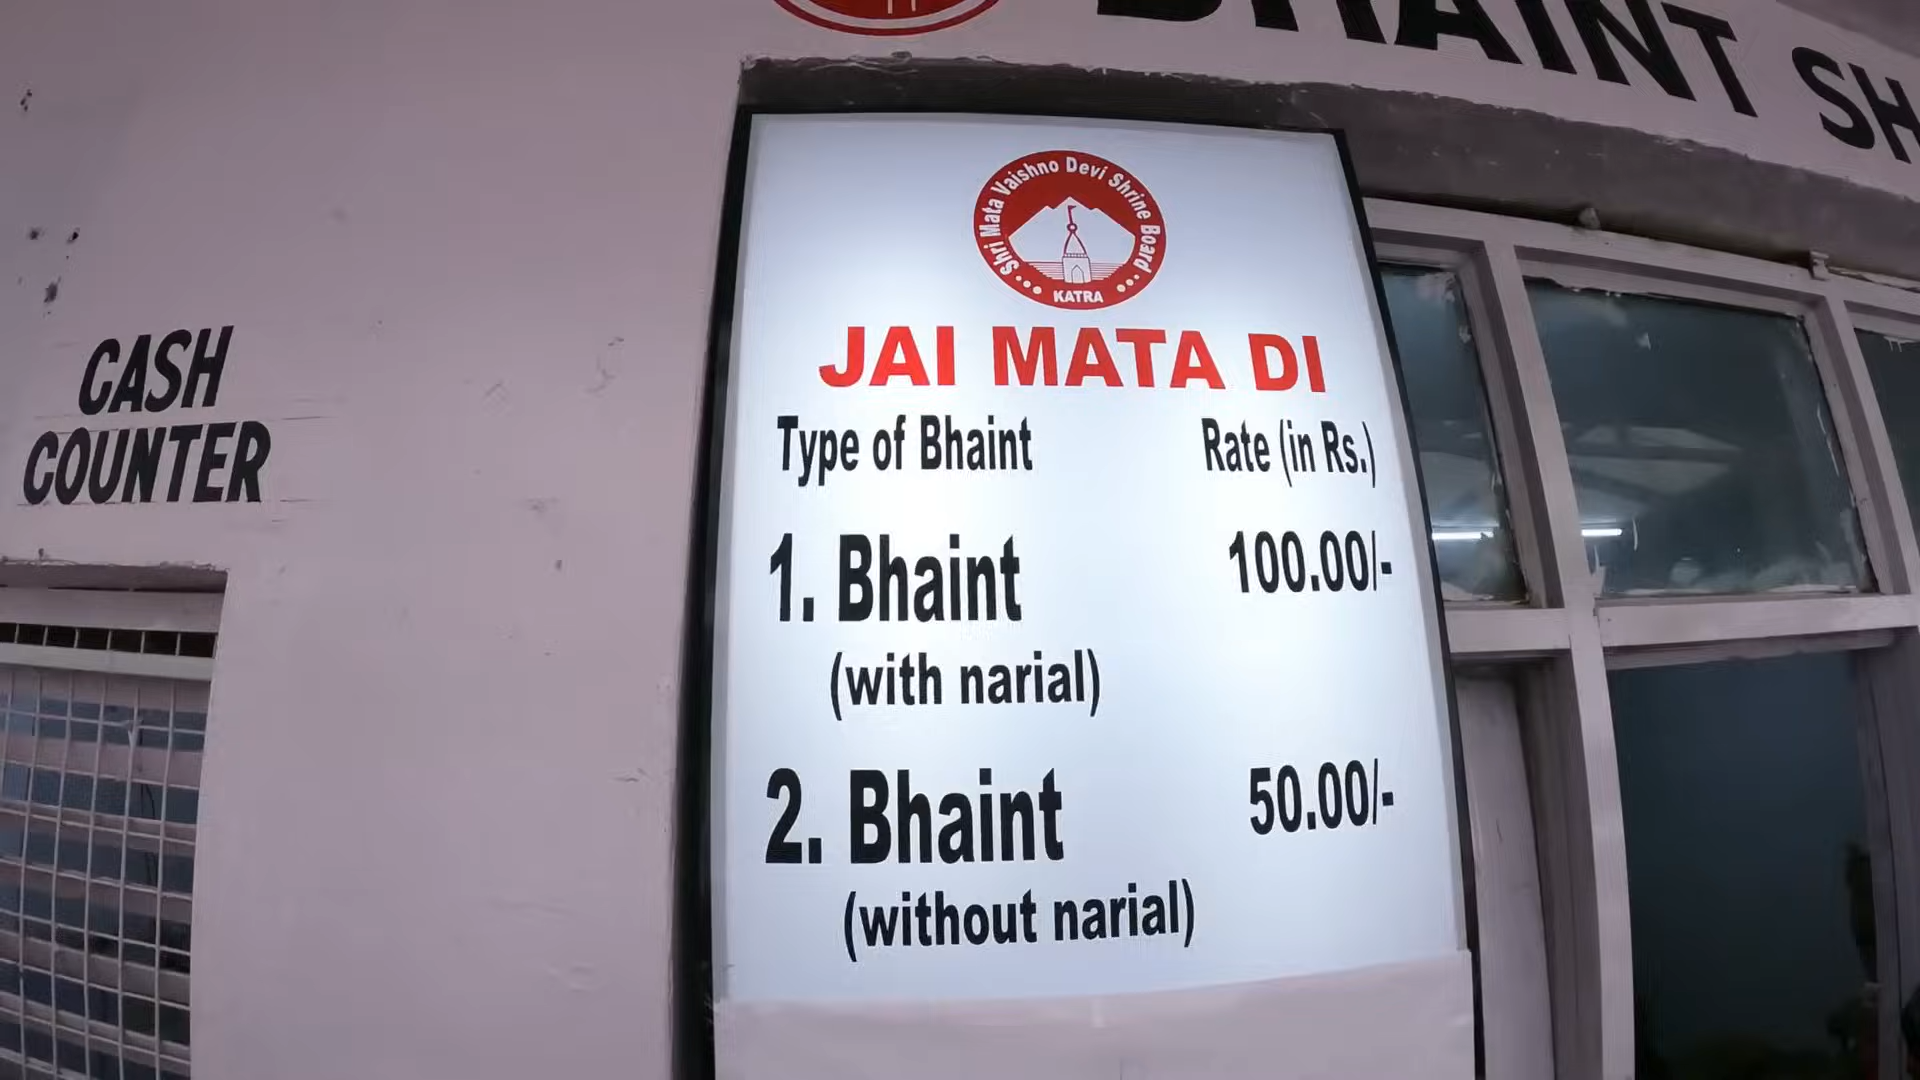 BHAINT SH
Shri Mata Vaishno Devi Shrine Board
KATRA
JAI MATA DI
Type of Bhaint Rate (in Rs.)
1. Bhaint 100.00/-
(with narial)
2. Bhaint 50.00/-
(without narial)
CASH
COUNTER